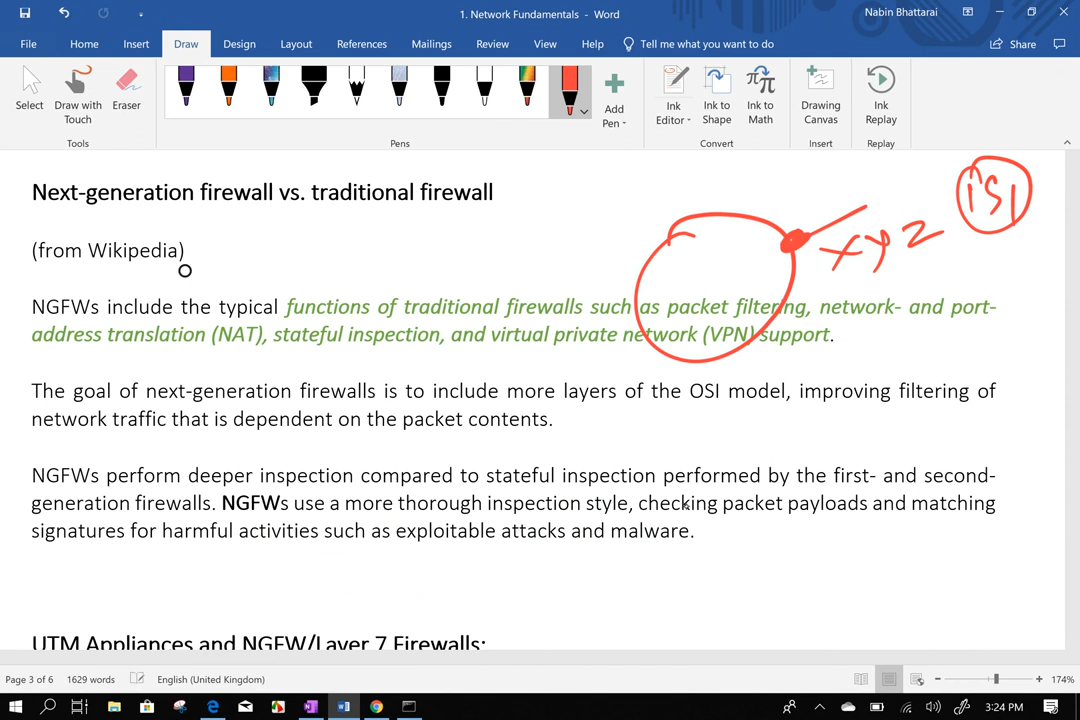 1. Network Fundamentals - Word
Nabin Bhattarai
File Home Insert Draw Design Layout References Mailings Review View Help Tell me what you want to do Share
Select
Draw with
Touch
Eraser
Add
Pen
Ink
Editor
Ink to
Shape
Ink to
Math
Drawing
Canvas
Ink
Replay
Tools Pens Convert Insert Replay
Next-generation firewall vs. traditional firewall
xyz
(from Wikipedia)
NGFWs include the typical functions of traditional firewalls such as packet filtering, network- and port-
address translation (NAT), stateful inspection, and virtual private network (VPN) support.
The goal of next-generation firewalls is to include more layers of the OSI model, improving filtering of
network traffic that is dependent on the packet contents.
NGFWs perform deeper inspection compared to stateful inspection performed by the first- and second-
generation firewalls. NGFWs use a more thorough inspection style, checking packet payloads and matching
signatures for harmful activities such as exploitable attacks and malware.
UTM Appliances and NGFW/Layer 7 Firewalls:
Page 3 of 6 1629 words English (United Kingdom) 174%
3:24 PM